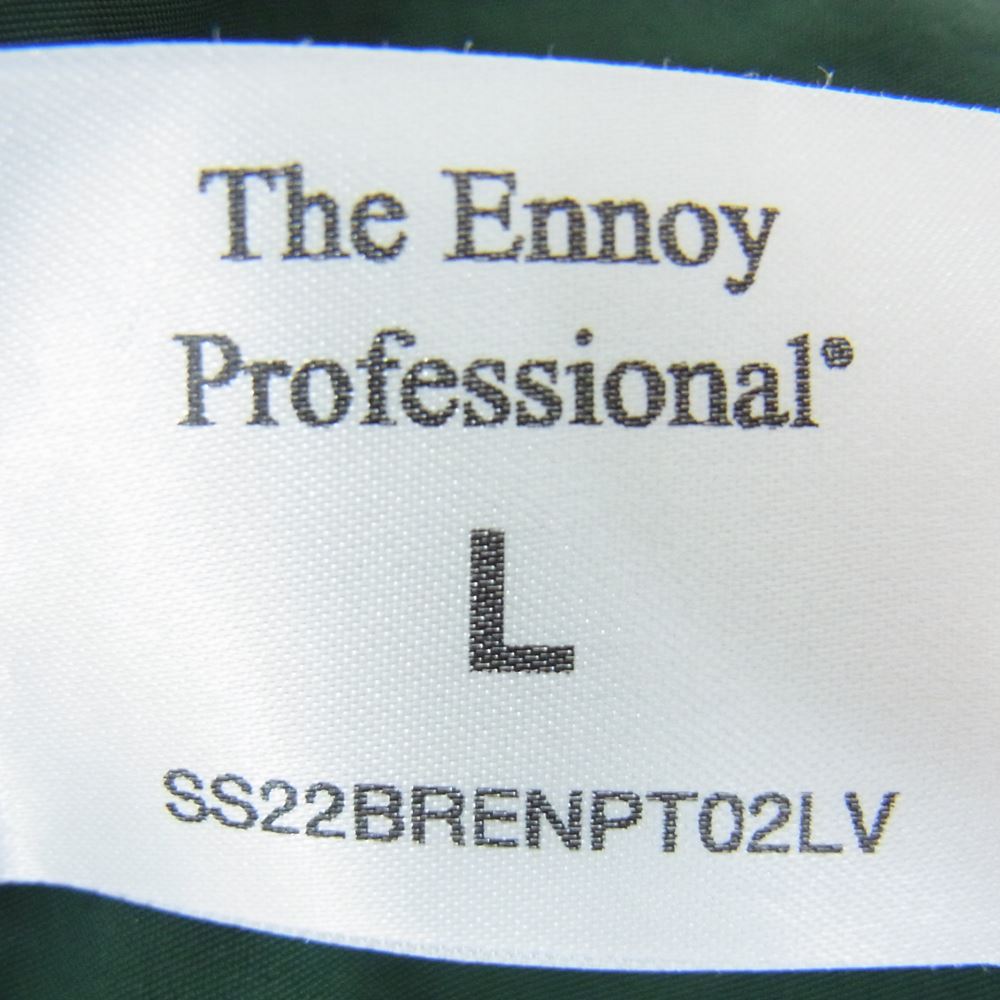 The Ennoy
Professional®
L
SS22BRENPT02LV